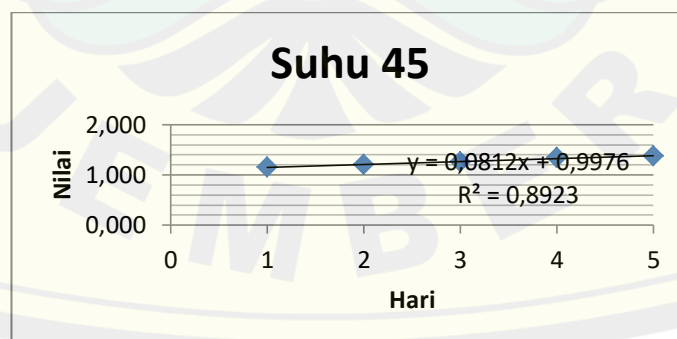 Suhu 45
2,000
1,000
0,000
Nilai
y = 0,0812x + 0,9976
R² = 0,8923
0 1 2 3 4 5
Hari
EMBER